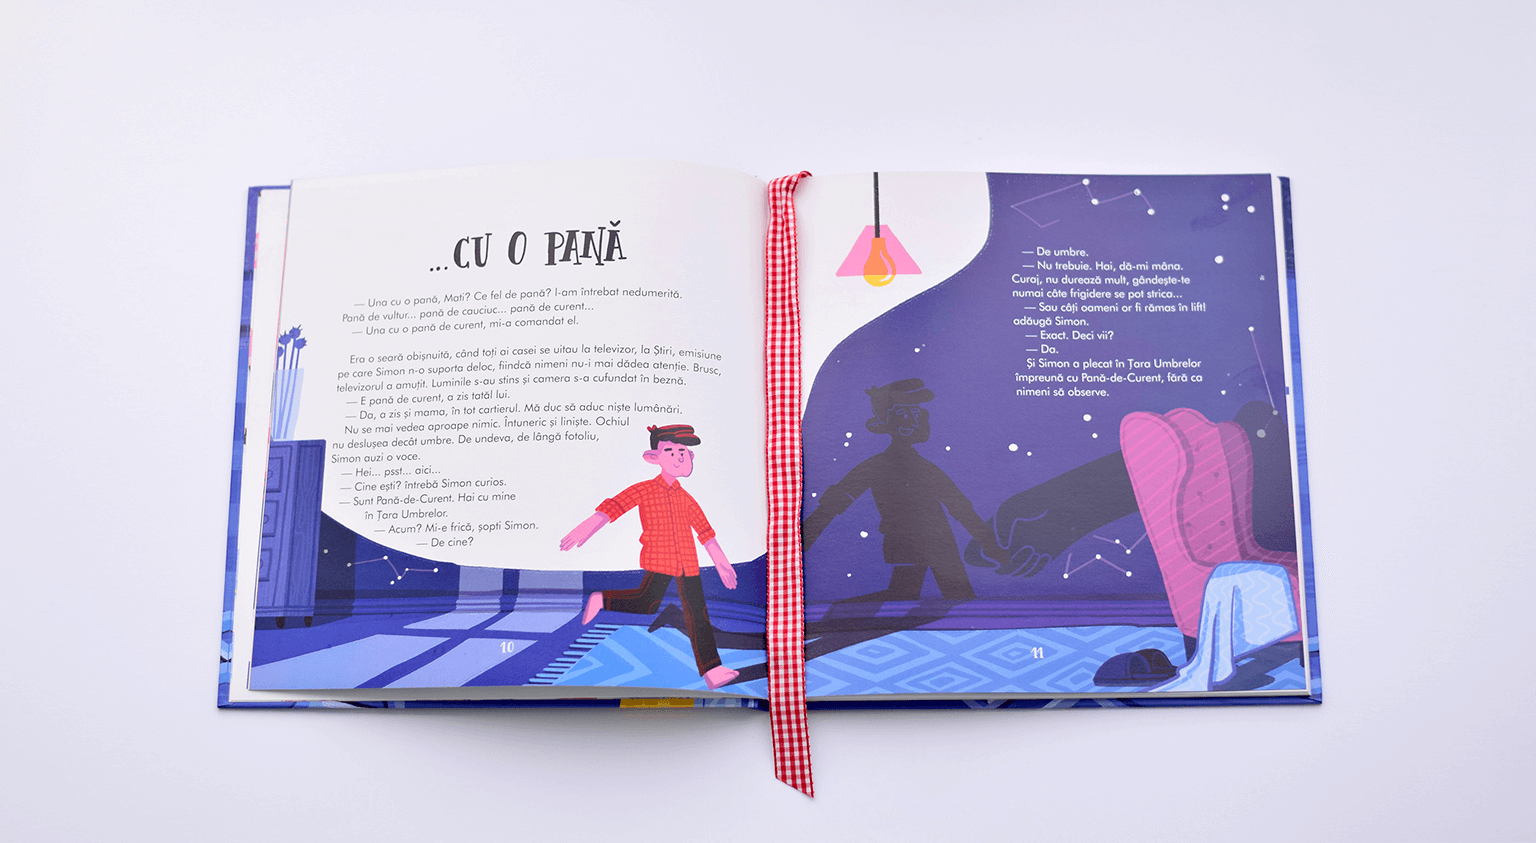 ...CU O PANĂ
— Una cu o pană, Mati? Ce fel de pană? l-am întrebat nedumerită.
Pană de vultur... pană de cauciuc... pană de curent...
— Una cu o pană de curent, mi-a comandat el.
Era o seară obișnuită, când toți ai casei se uitau la televizor, la Știri, emisiune
pe care Simon n-o suporta deloc, fiindcă nimeni nu-i mai dădea atenție. Brusc,
televizorul a amuțit. Luminile s-au stins și camera s-a cufundat în beznă.
— E pană de curent, a zis tatăl lui.
— Da, a zis și mama, în tot cartierul. Mă duc să aduc niște lumânări.
Nu se mai vedea aproape nimic. Întuneric și liniște. Ochiul
nu deslușea decât umbre. De undeva, de lângă fotoliu,
Simon auzi o voce.
— Hei... psst... aici...
— Cine ești? întrebă Simon curios.
— Sunt Pană-de-Curent. Hai cu mine
în Țara Umbrelor.
— Acum? Mi-e frică, șopti Simon.
— De cine?
10
— De umbre.
— Nu trebuie. Hai, dă-mi mâna.
Curaj, nu durează mult, gândește-te
numai câte frigidere se pot strica...
— Sau câți oameni or fi rămas în lift!
adăugă Simon.
— Exact. Deci vii?
— Da.
Și Simon a plecat în Țara Umbrelor
împreună cu Pană-de-Curent, fără ca
nimeni să observe.
11